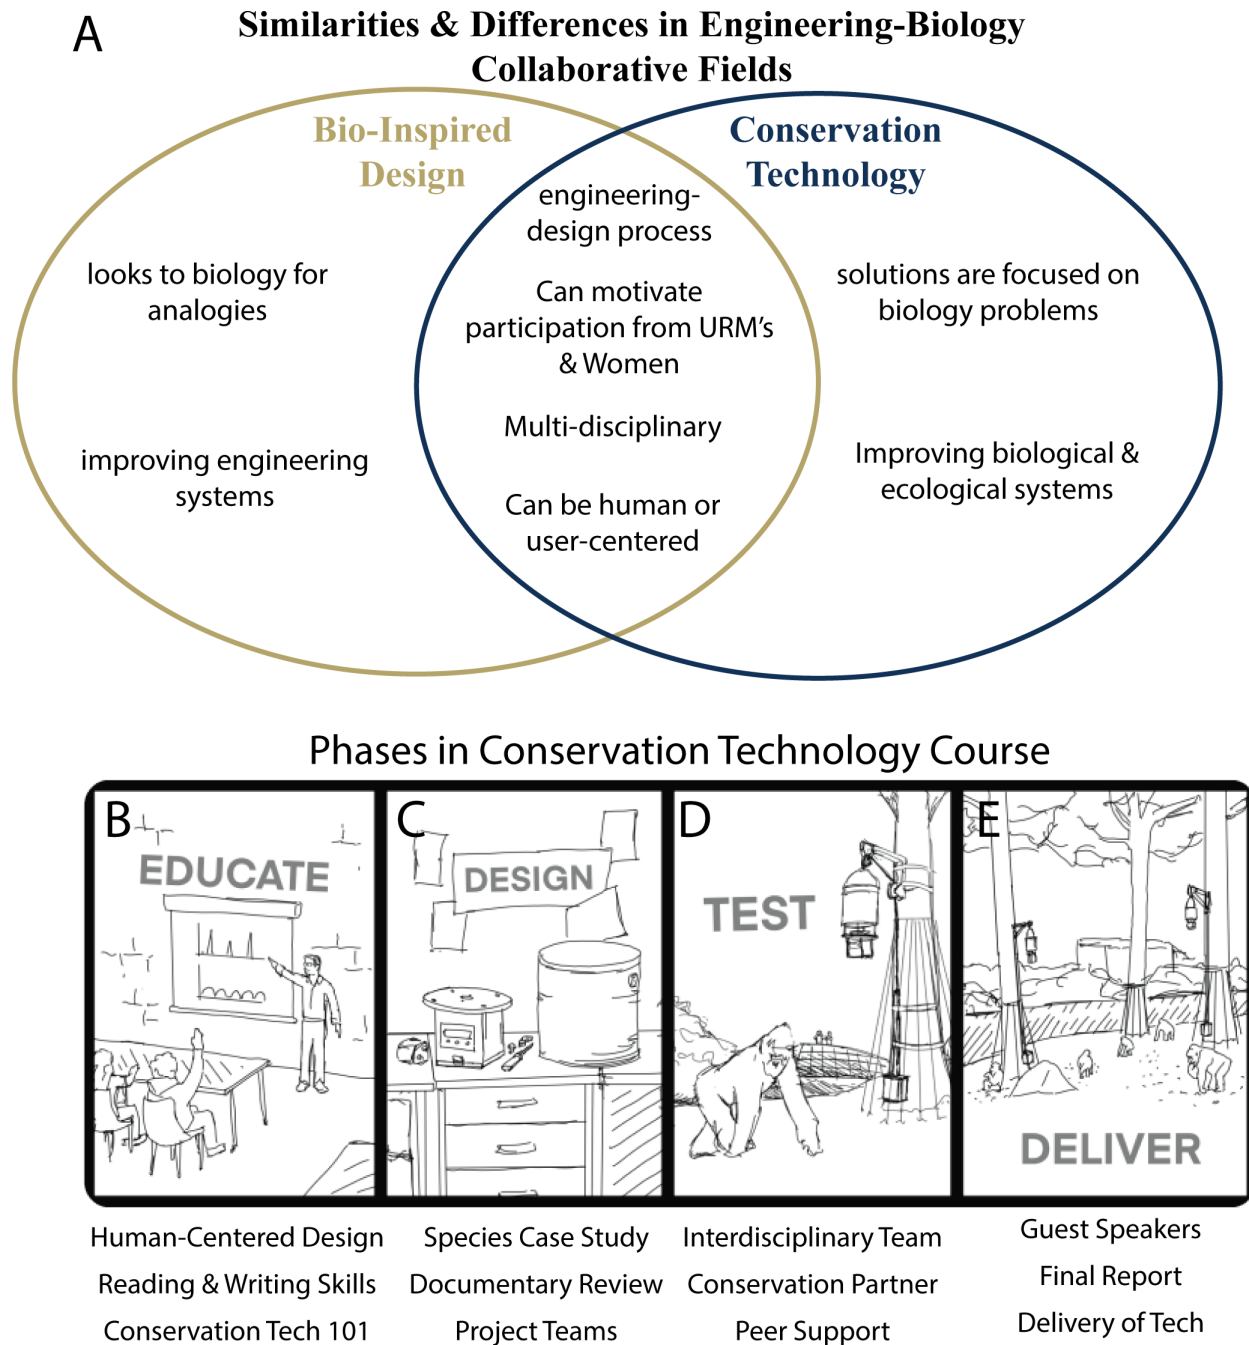 A
Similarities & Differences in Engineering-Biology
Collaborative Fields
Bio-Inspired
Design
looks to biology for
analogies
improving engineering
systems
engineering-
design process
Can motivate
participation from URM's
& Women
Multi-disciplinary
Can be human or
user-centered
Conservation
Technology
solutions are focused on
biology problems
Improving biological &
ecological systems
Phases in Conservation Technology Course
B
EDUCATE
Human-Centered Design
Reading & Writing Skills
Conservation Tech 101
C
DESIGN
Species Case Study
Documentary Review
Project Teams
D
TEST
Interdisciplinary Team
Conservation Partner
Peer Support
E
DELIVER
Guest Speakers
Final Report
Delivery of Tech